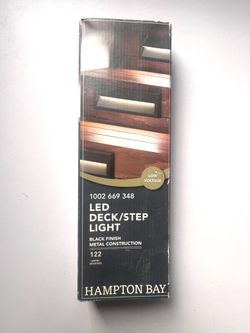 LOW
VOLTAGE
1002 669 348
LED
DECK/STEP
LIGHT
BLACK FINISH
METAL CONSTRUCTION
122
HAMPTON BAY